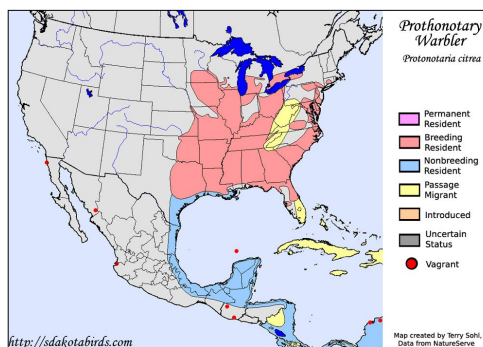 Prothonotary
Warbler
Protonotaria citrea
Permanent
Resident
Breeding
Resident
Nonbreeding
Resident
Passage
Migrant
Introduced
Uncertain
Status
Vagrant
http://sdakotabirds.com
Map created by Terry Sohl,
Data from NatureServe